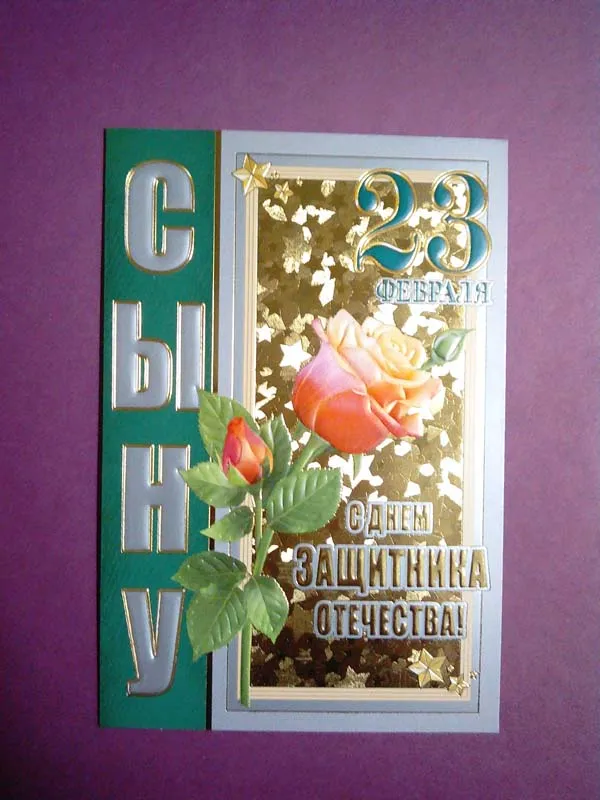 СЫНУ
23
ФЕВРАЛЯ
С ДНЕМ
ЗАЩИТНИКА
ОТЕЧЕСТВА!